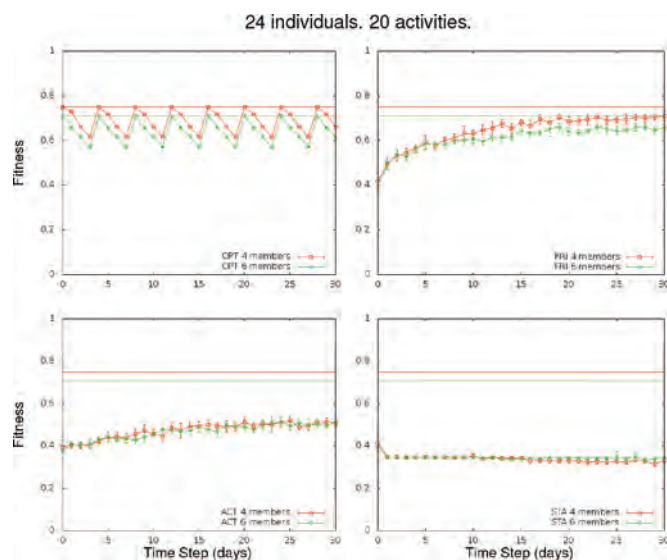 24 individuals. 20 activities.
1
0.8
0.6
0.4
0.2
0
Fitness
OPT 4 members
OPT 6 members
0 5 10 15 20 25 30
1
0.8
0.6
0.4
0.2
0
FRI 4 members
FRI 6 members
0 5 10 15 20 25 30
1
0.8
0.6
0.4
0.2
0
Fitness
ACT 4 members
ACT 6 members
0 5 10 15 20 25 30
Time Step (days)
1
0.8
0.6
0.4
0.2
0
STA 4 members
STA 6 members
0 5 10 15 20 25 30
Time Step (days)